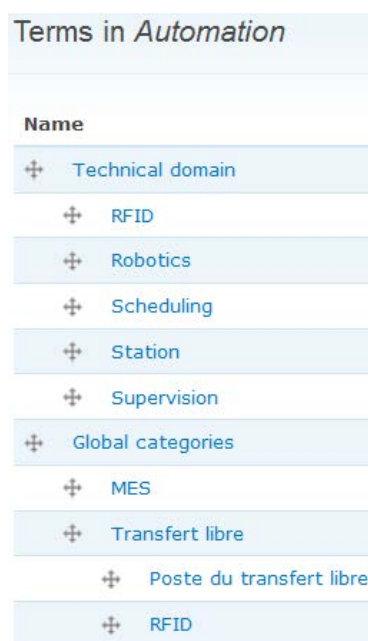 Terms in Automation
Name
Technical domain
RFID
Robotics
Scheduling
Station
Supervision
Global categories
MES
Transfert libre
Poste du transfert libre
RFID